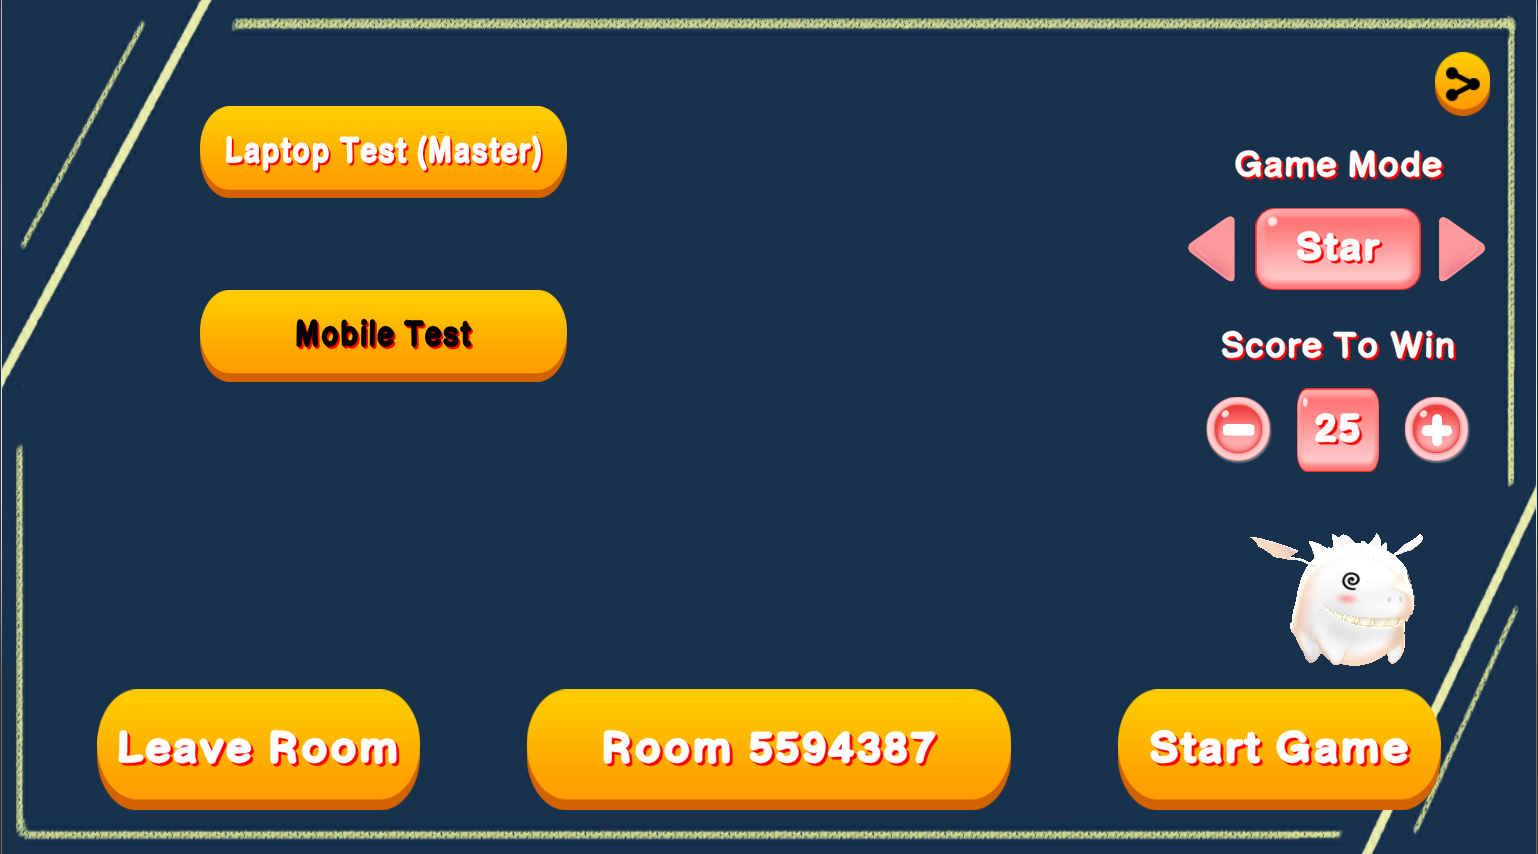 Laptop Test (Master)
Game Mode
Star
Mobile Test
Score To Win
25
Leave Room
Room 5594387
Start Game